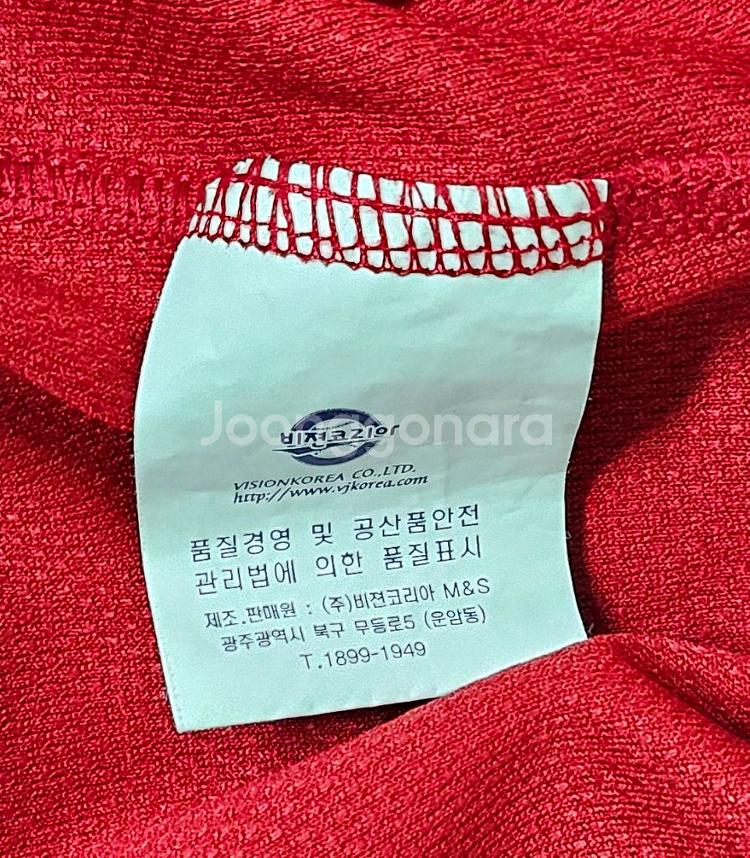 Joonggonara
비젼코리아
VISIONKOREA CO.,LTD.
http://www.vjkorea.com
품질경영 및 공산품안전
관리법에 의한 품질표시
제조.판매원 : (주)비젼코리아 M&S
광주광역시 북구 무등로5 (운암동)
T.1899-1949